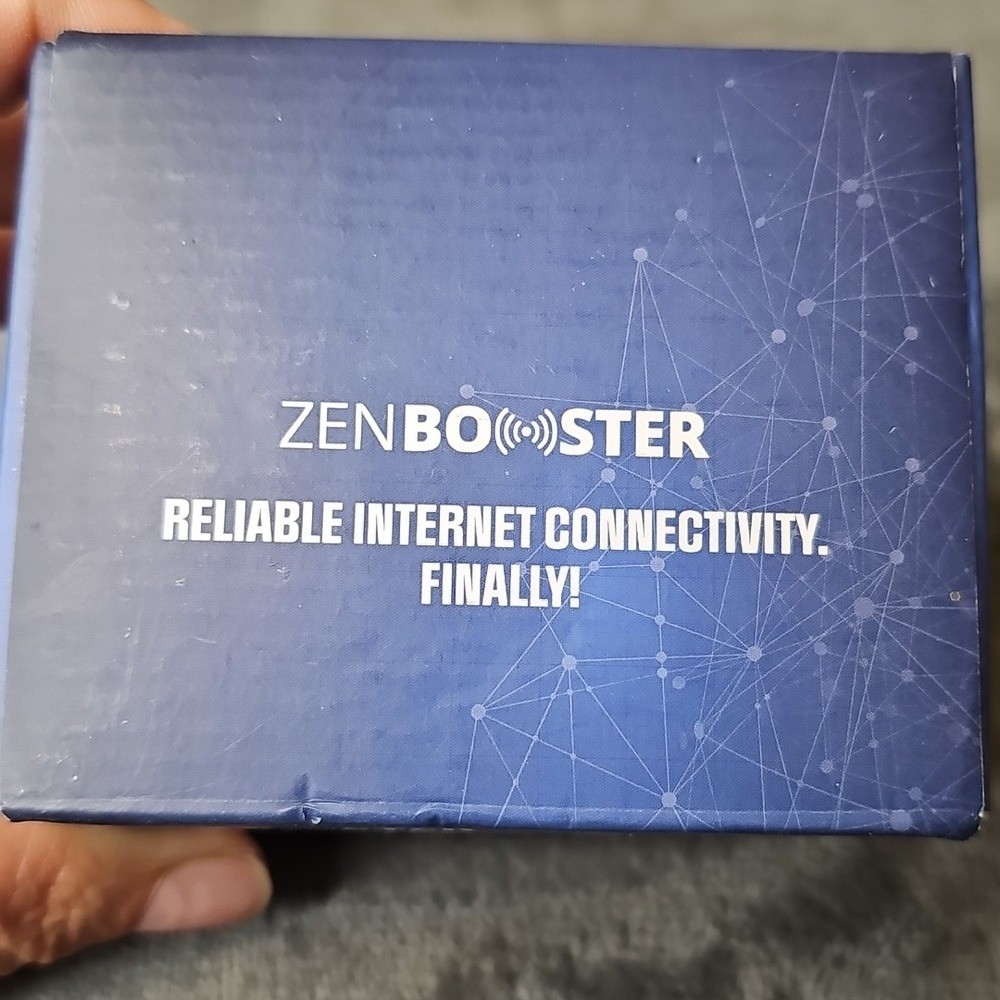 ZENBOOSTER
RELIABLE INTERNET CONNECTIVITY.
FINALLY!